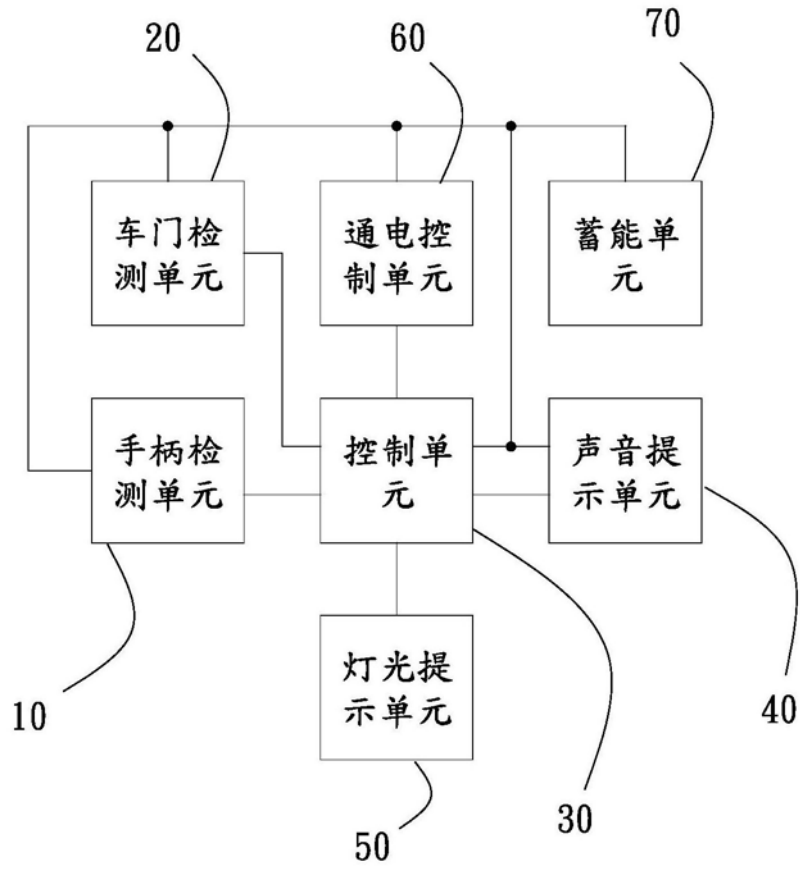 20
60
70
车门检
测单元
通电控
制单元
蓄能单
元
手柄检
测单元
控制单
元
声音提
示单元
灯光提
示单元
10
40
30
50